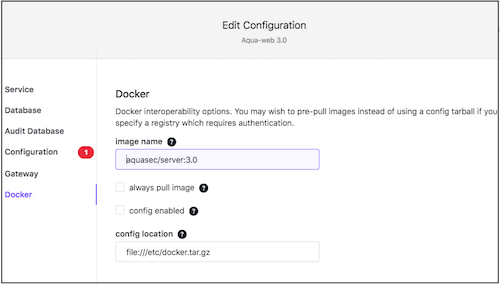 Edit Configuration
Aqua-web 3.0
Service
Database
Audit Database
Configuration 1
Gateway
Docker
Docker
Docker interoperability options. You may wish to pre-pull images instead of using a config tarball if you
specify a registry which requires authentication.
image name ?
aquasec/server:3.0
always pull image ?
config enabled ?
config location ?
file:///etc/docker.tar.gz